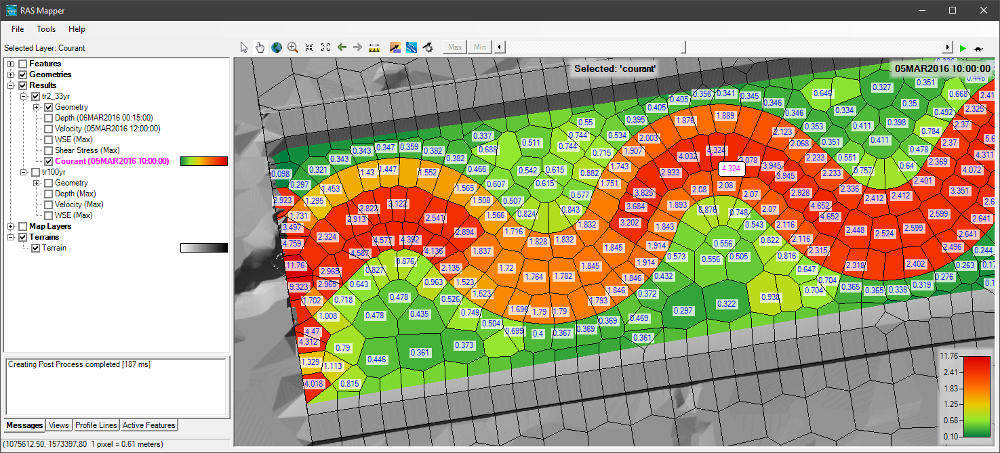 RAS Mapper
File Tools Help
Selected Layer: Courant
Max Min
Features
Geometries
Results
tr2_33yr
Geometry
Depth (06MAR2016 00:15:00)
Velocity (05MAR2016 12:00:00)
WSE (Max)
Shear Stress (Max)
Courant (05MAR2016 10:00:00)
tr100yr
Geometry
Depth (Max)
Velocity (Max)
WSE (Max)
Map Layers
Terrains
Terrain
Creating Post Process completed [187 ms]
Messages Views Profile Lines Active Features
(1075612.50, 1573397.80 1 pixel = 0.61 meters)
Selected: 'courant'
05MAR2016 10:00:00
0.446
0.351
0.327
0.646 0.668 2.41
0.405 0.356 0.341 0.345 0.346
0.405 0.35 2.325
0.346 0.334 0.492
0.55 0.395 1.876 1.889 0.353 0.411 0.398 2.37
0.337 0.744 0.534 2.003 2.123 0.784
0.511 0.744 2.068 0.351 0.411 2.37
0.343 0.347 0.359 0.382 0.688 0.715 1.907 4.324 0.478 4.311
0.343 0.382 4.032 2.078 2.233 0.551 2.369
0.321 1.43 1.447 1.552 0.466 0.542 0.615 0.882 1.743 2.933 4.324 3.945 2.233 0.757 0.64 4.072
0.098 3.945
0.297 1.453 1.565 0.607 0.615 1.751 2.08 2.08 2.336 2.401
2.923 1.295 1.508 0.507 0.577 3.825 2.07 2.928 2.412 2.412 3.351
1.731 2.913 2.822 3.122 2.541 1.566 0.824 0.843 3.684 1.893 0.876 0.748 2.07 4.652 2.599
3.497 2.324 2.894 1.716 1.832 3.202 1.843 0.543 2.116 4.652 2.448 2.524 2.599 2.641
4.759 4.577 4.392 1.828 1.832 1.914 0.556 0.822 2.116 2.641
4.587 4.136 1.837 1.845 0.573 0.505 0.816 2.315 2.496 0.244
11.76 2.965 0.827 0.876 2.135 1.72 1.845 1.914 0.556 0.647 2.318 2.402 0.263
9.323 2.965 0.643 0.963 1.523 1.764 1.782 1.846 0.432 0.704 0.276
1.702 0.718 0.478 0.526 1.523 1.793 1.846 0.372 0.322 0.938 0.704 0.365 0.365 0.338 0.319
1.008 0.478 0.435 0.749 1.696 1.79 1.79 0.369 0.469 0.297
4.47 0.504 0.699 0.4 0.367 0.369 0.361
4.312 0.79 0.361 0.373
1.329 1.113 0.446
4.018 0.815
11.76
2.41
1.83
1.25
0.68
0.10